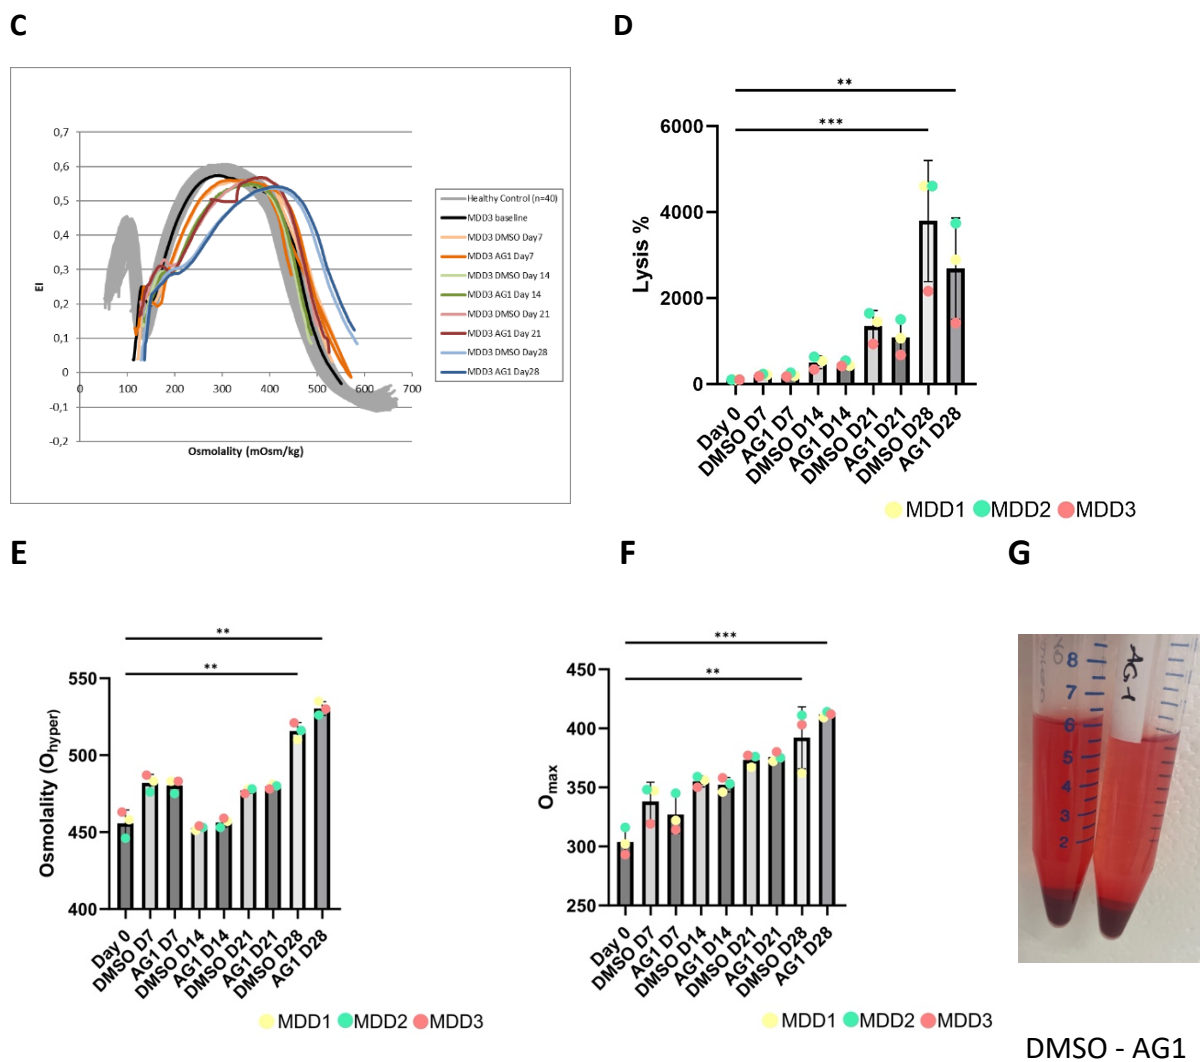 C
D
0,7
0,6
0,5
0,4
0,3
0,2
0,1
0
-0,1
-0,2
EI
0 100 200 300 400 500 600 700
Osmolality (mOsm/kg)
Healthy Control (n=40)
MDD3 baseline
MDD3 DMSO Day7
MDD3 AG1 Day7
MDD3 DMSO Day 14
MDD3 AG1 Day 14
MDD3 DMSO Day 21
MDD3 AG1 Day 21
MDD3 DMSO Day28
MDD3 AG1 Day28
**
***
Lysis %
6000
4000
2000
0
Day 0
DMSO D7
AG1 D7
DMSO D14
AG1 D14
DMSO D21
AG1 D21
DMSO D28
AG1 D28
MDD1 MDD2 MDD3
E
F
G
**
**
Osmolality (Ohyper)
550
500
450
400
Day 0
DMSO D7
AG1 D7
DMSO D14
AG1 D14
DMSO D21
AG1 D21
DMSO D28
AG1 D28
MDD1 MDD2 MDD3
***
**
Omax
450
400
350
300
250
Day 0
DMSO D7
AG1 D7
DMSO D14
AG1 D14
DMSO D21
AG1 D21
DMSO D28
AG1 D28
MDD1 MDD2 MDD3
AG-1
8
7
6
5
4
3
2
DMSO - AG1